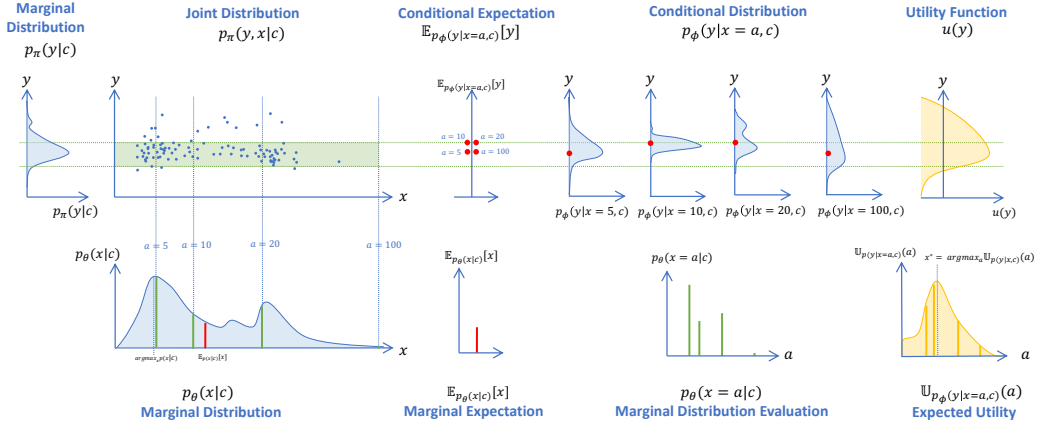 Marginal
Distribution
p_π(y|c)
Joint Distribution
p_π(y, x|c)
Conditional Expectation
𝔼_{p_ϕ(y|x=a,c)}[y]
Conditional Distribution
p_ϕ(y|x = a, c)
Utility Function
u(y)
y
p_π(y|c)
y
x
𝔼_{p_ϕ(y|x=a,c)}[y]
a = 10
a = 20
a = 5
a = 100
y
p_ϕ(y|x = 5, c)
y
p_ϕ(y|x = 10, c)
y
p_ϕ(y|x = 20, c)
y
p_ϕ(y|x = 100, c)
y
u(y)
a = 5
a = 10
a = 20
a = 100
p_θ(x|c)
argmax_x p(x|c)
𝔼_{p(x|c)}[x]
x
𝔼_{p_θ(x|c)}[x]
p_θ(x = a|c)
a
𝕌_{p(y|x=a,c)}(a)
x* = argmax_a 𝕌_{p(y|x,c)}(a)
a
p_θ(x|c)
Marginal Distribution
𝔼_{p_θ(x|c)}[x]
Marginal Expectation
p_θ(x = a|c)
Marginal Distribution Evaluation
𝕌_{p_ϕ(y|x=a,c)}(a)
Expected Utility